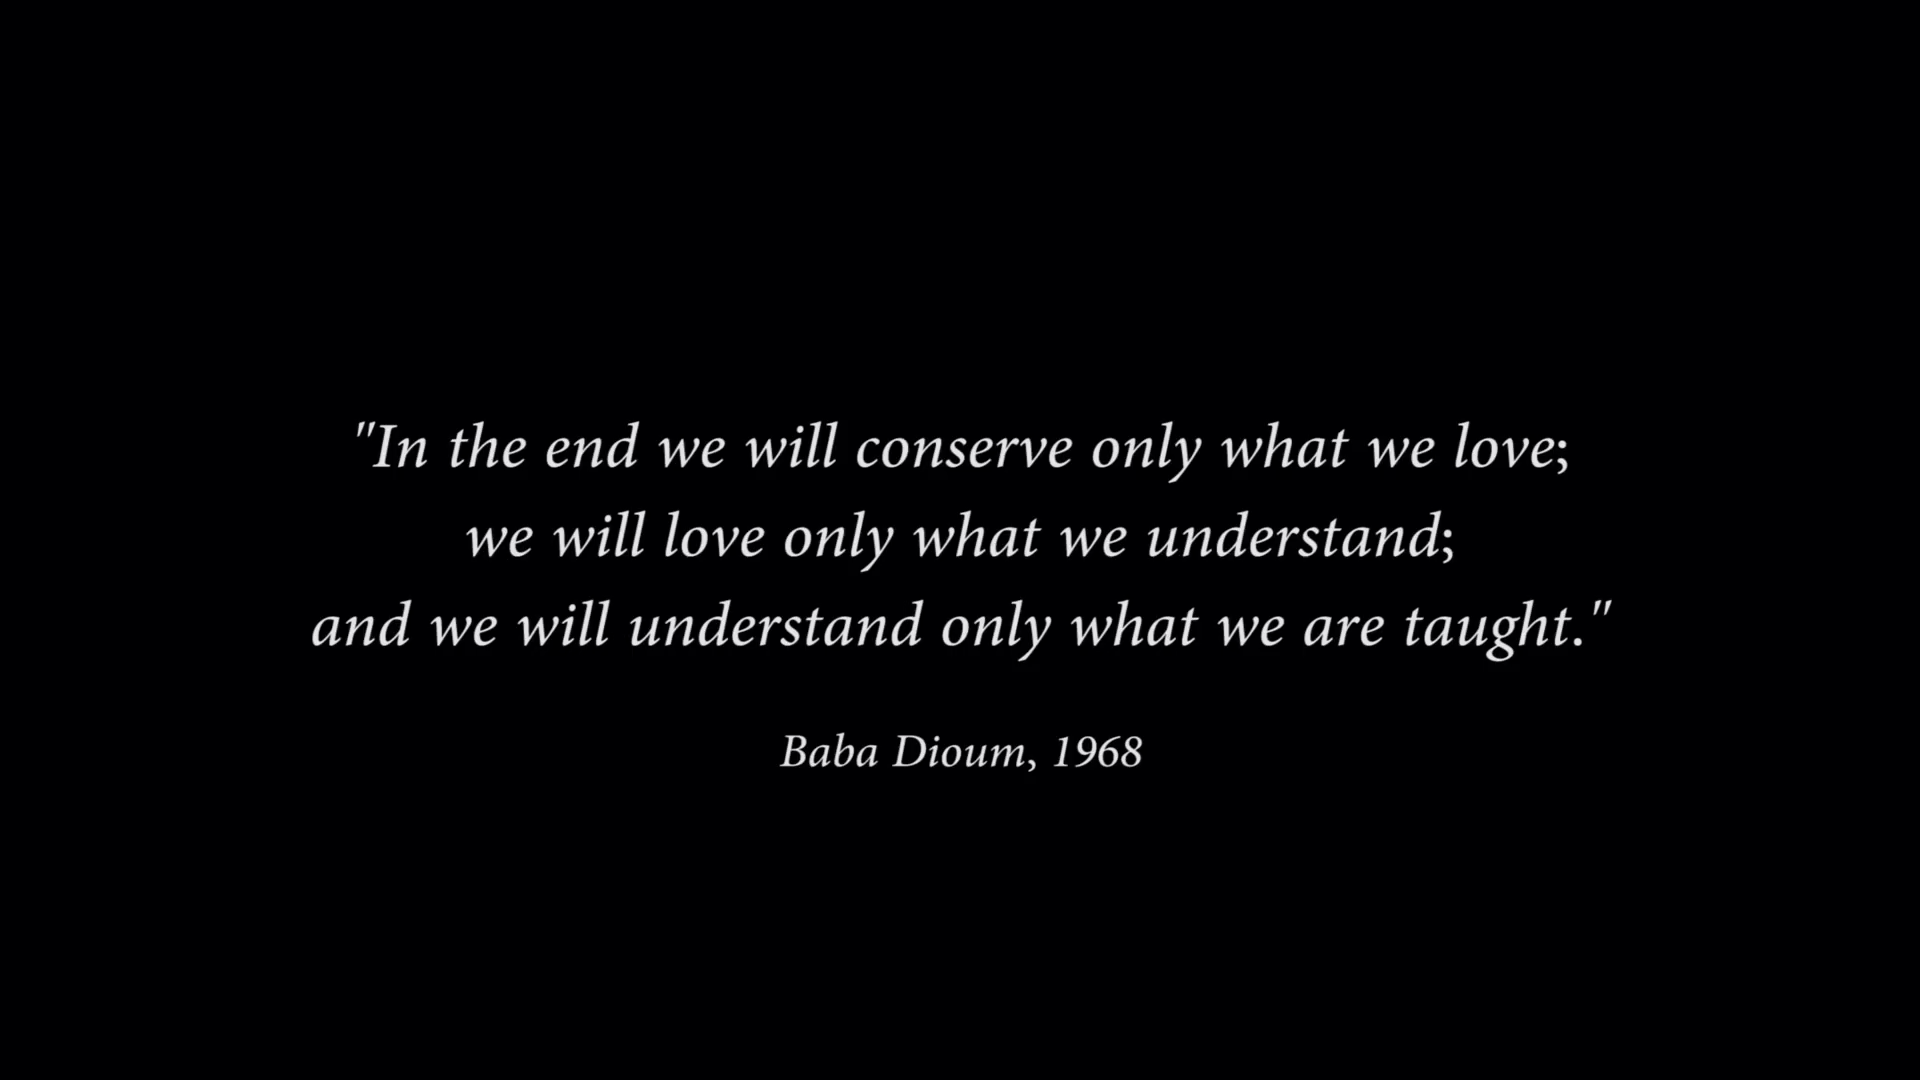 "In the end we will conserve only what we love;
we will love only what we understand;
and we will understand only what we are taught."
Baba Dioum, 1968